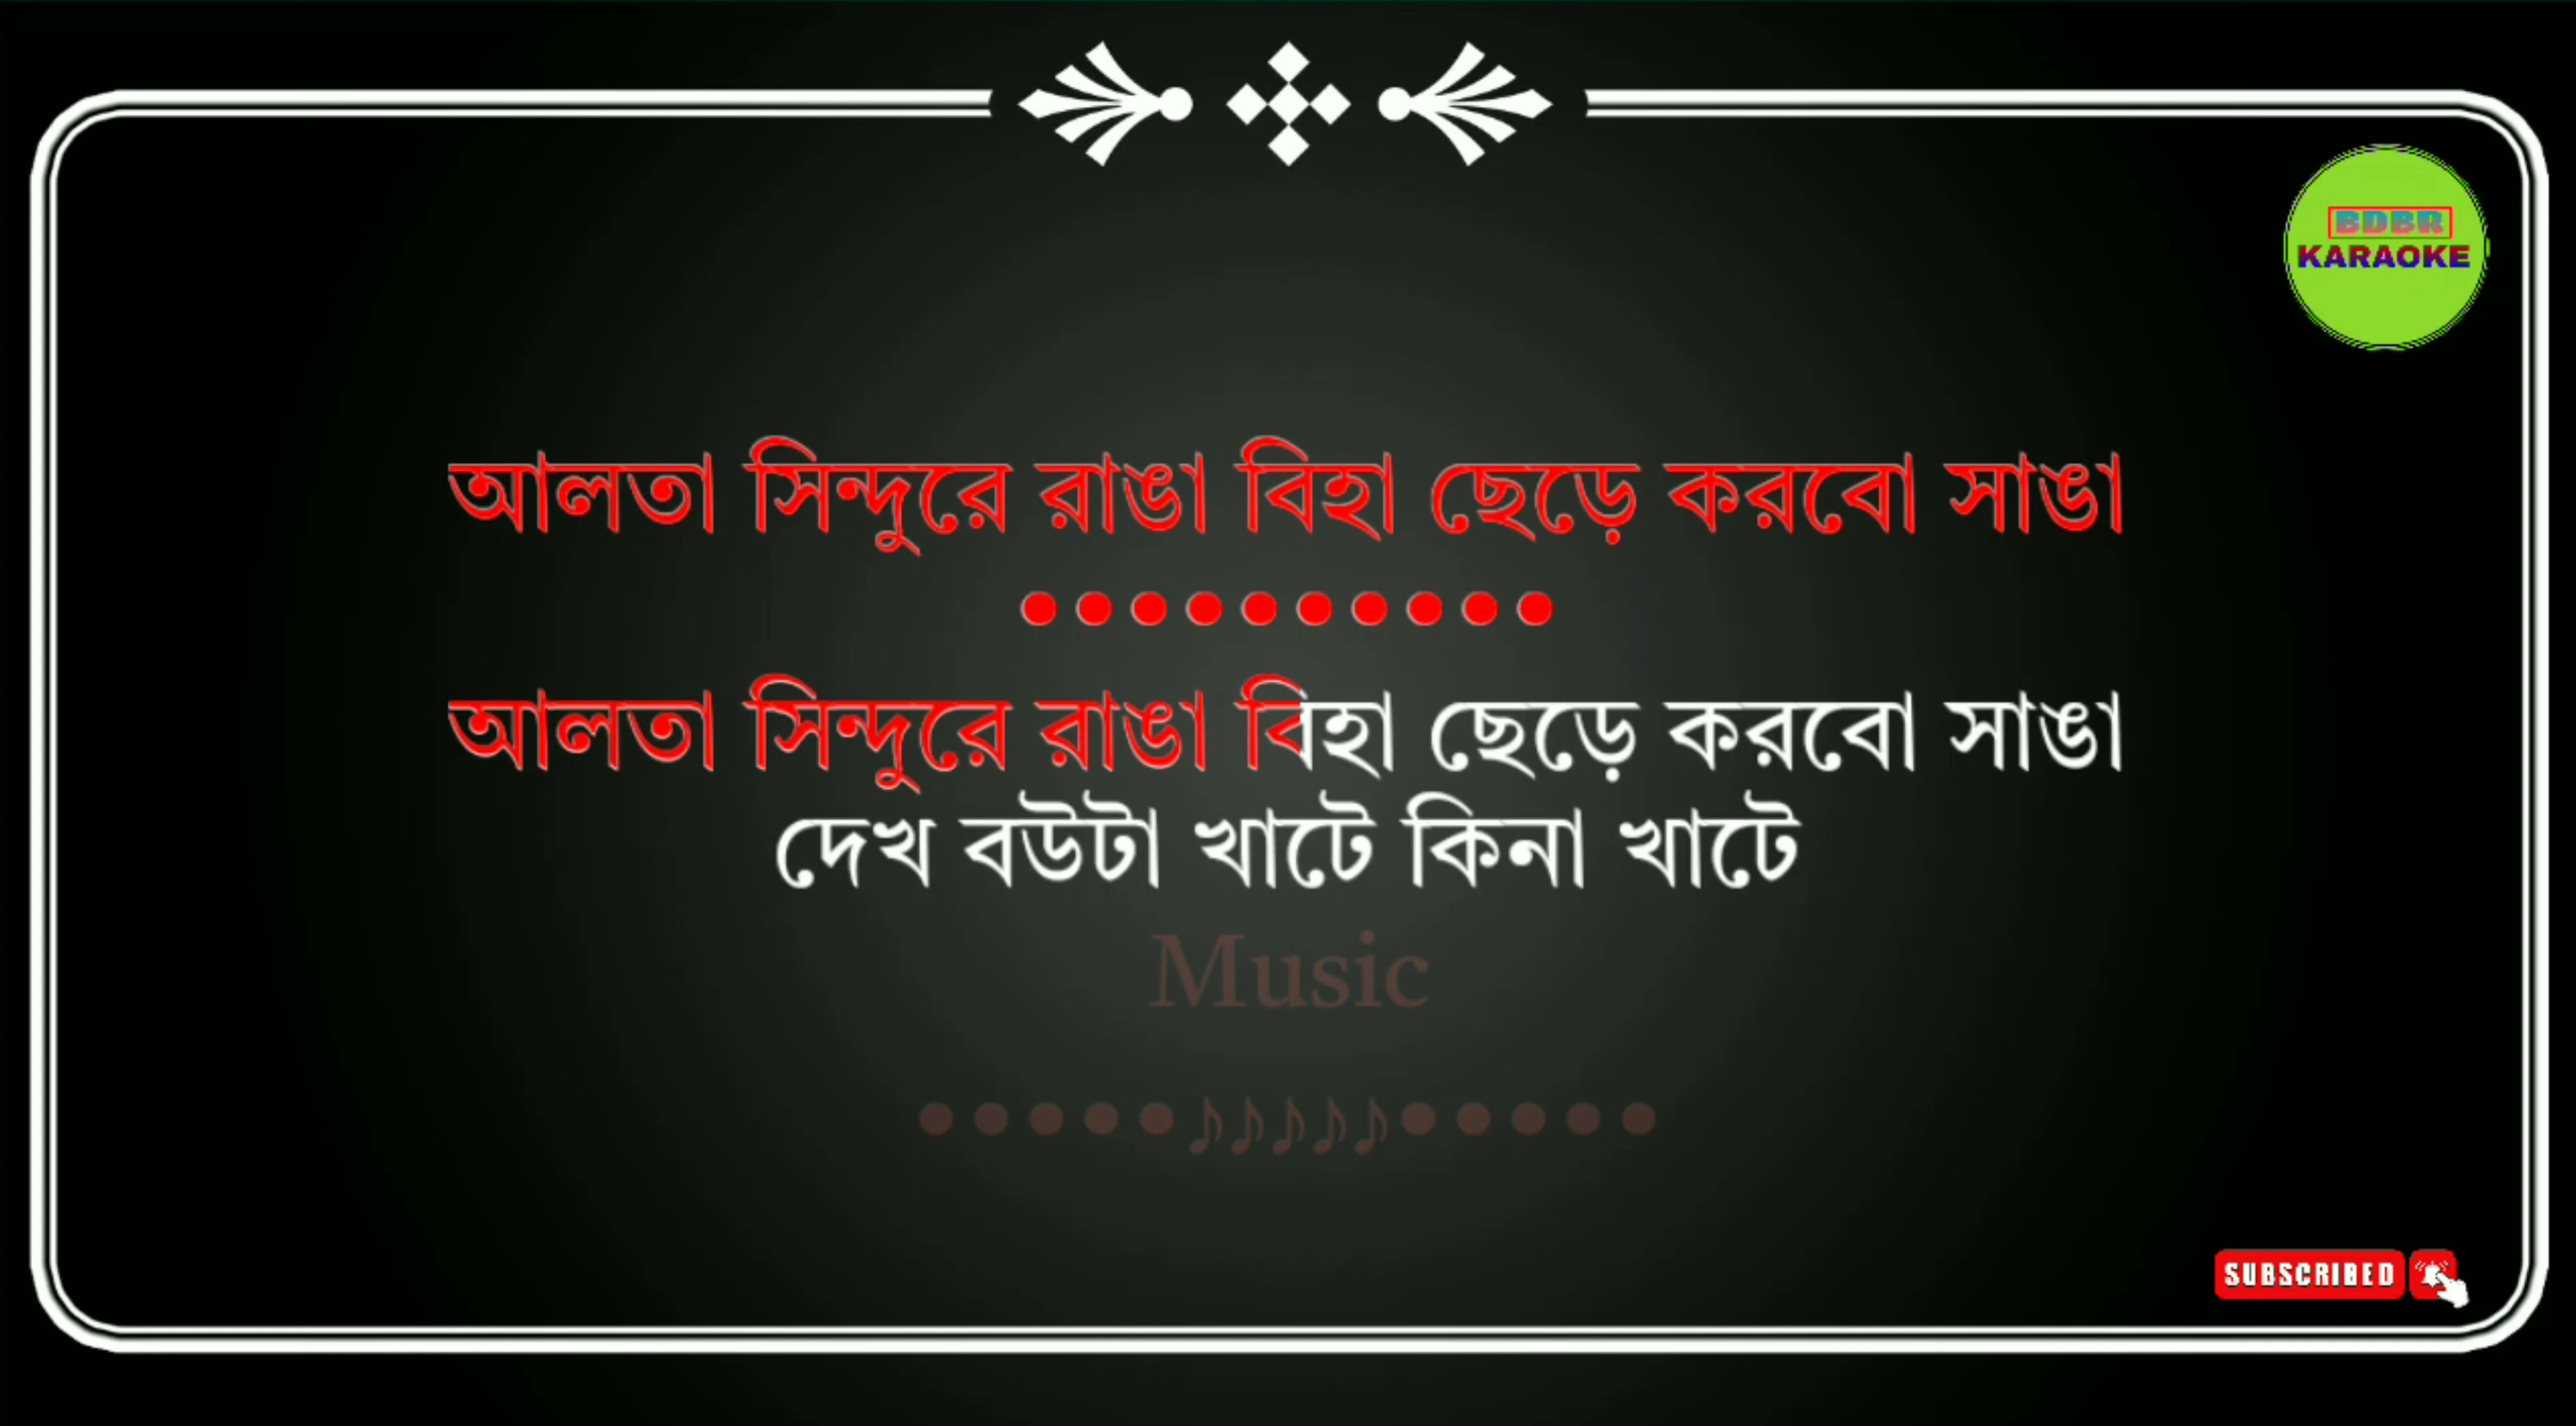 BDBR
KARAOKE
আলতা সিন্দুরে রাঙা বিহা ছেড়ে করবো সাঙা
●●●●●●●●●●
আলতা সিন্দুরে রাঙা বিহা ছেড়ে করবো সাঙা
দেখ বউটা খাটে কিনা খাটে
Music
●●●●●♪♪♪♪♪●●●●●
SUBSCRIBED